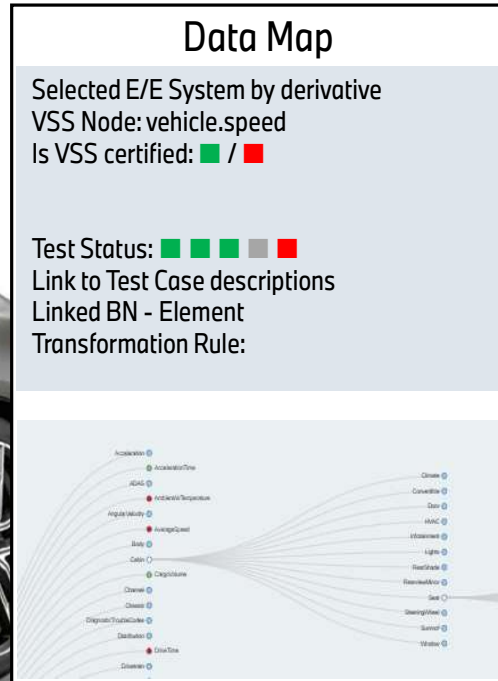 Data Map
Selected E/E System by derivative
VSS Node: vehicle.speed
Is VSS certified: /
Test Status:
Link to Test Case descriptions
Linked BN - Element
Transformation Rule:
Acceleration
AccelerationTime
ADAS
AmbientAirTemperature
AngularVelocity
AverageSpeed
Body
Cabin
CargoVolume
Channel
Chassis
DiagnosticTroubleCodes
Distribution
DriveTime
Drivetrain
Climate
Convertible
Door
HVAC
Infotainment
Lights
RearShade
RearviewMirror
Seat
SteeringWheel
Sunroof
Window